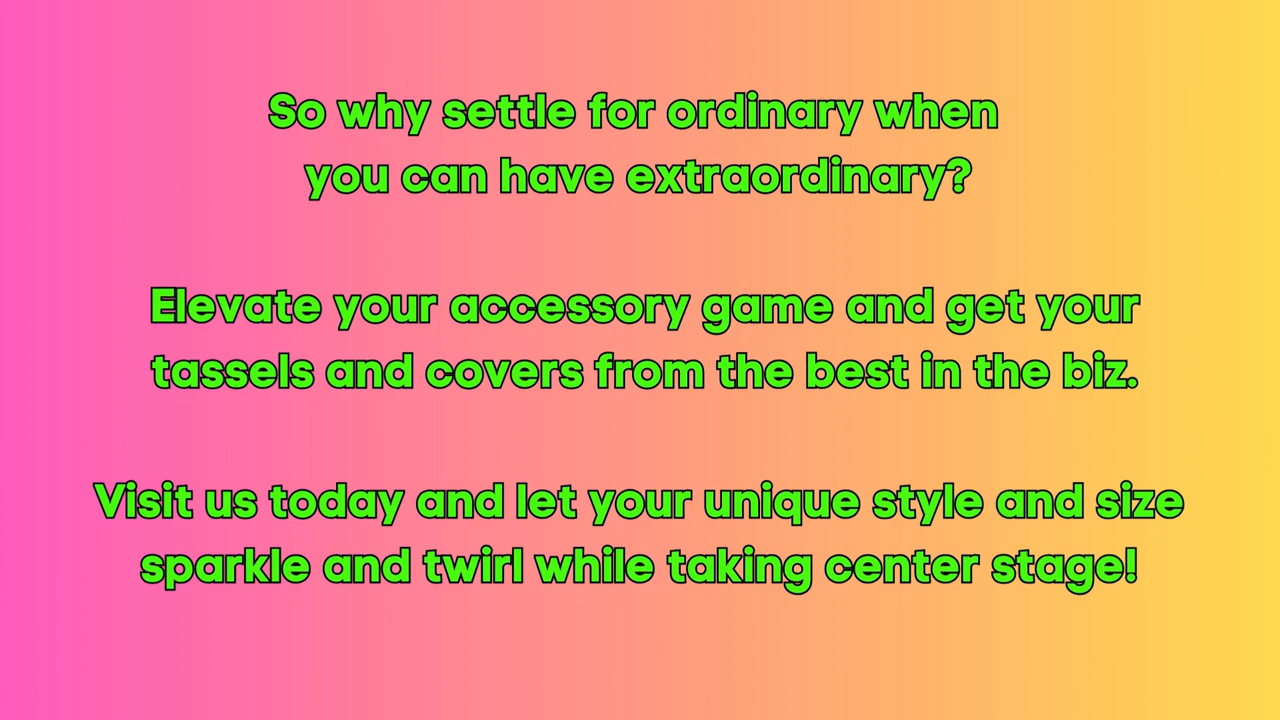 So why settle for ordinary when
you can have extraordinary?
Elevate your accessory game and get your
tassels and covers from the best in the biz.
Visit us today and let your unique style and size
sparkle and twirl while taking center stage!